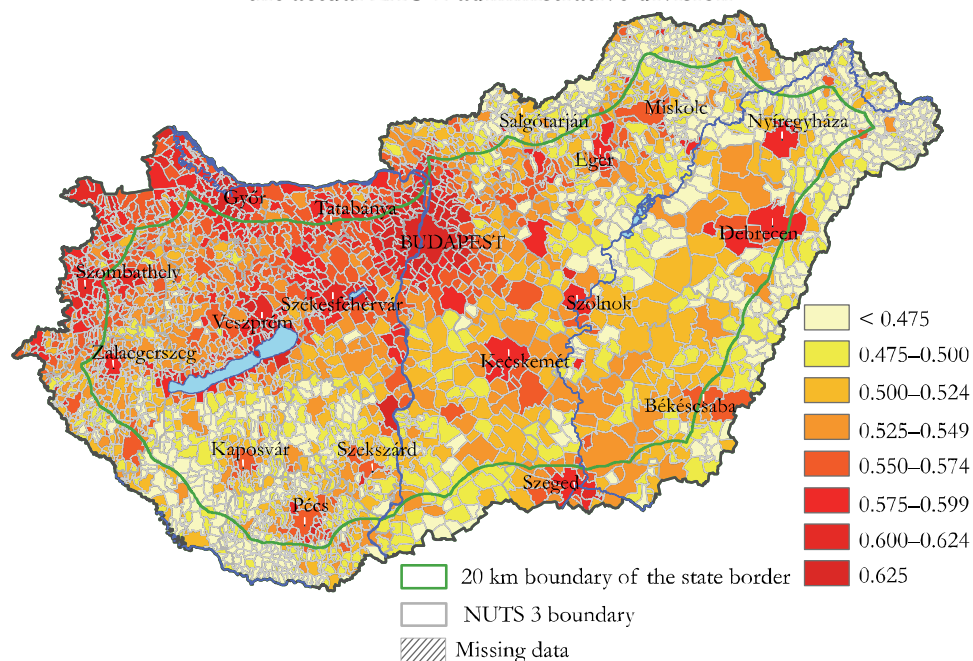 Salgótarján
Miskolc
Nyíregyháza
Eger
Győr
Tatabánya
BUDAPEST
Debrecen
Szombathely
Székesfehérvár
Szolnok
Veszprém
Zalaegerszeg
Kecskemét
Békéscsaba
Kaposvár
Szekszárd
Szeged
Pécs
< 0.475
0.475–0.500
0.500–0.524
0.525–0.549
0.550–0.574
0.575–0.599
0.600–0.624
0.625
20 km boundary of the state border
NUTS 3 boundary
Missing data